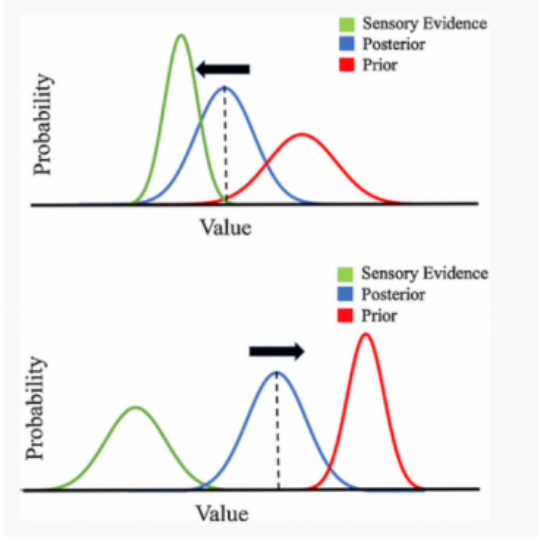 Sensory Evidence
Posterior
Prior
Probability
Value
Sensory Evidence
Posterior
Prior
Probability
Value